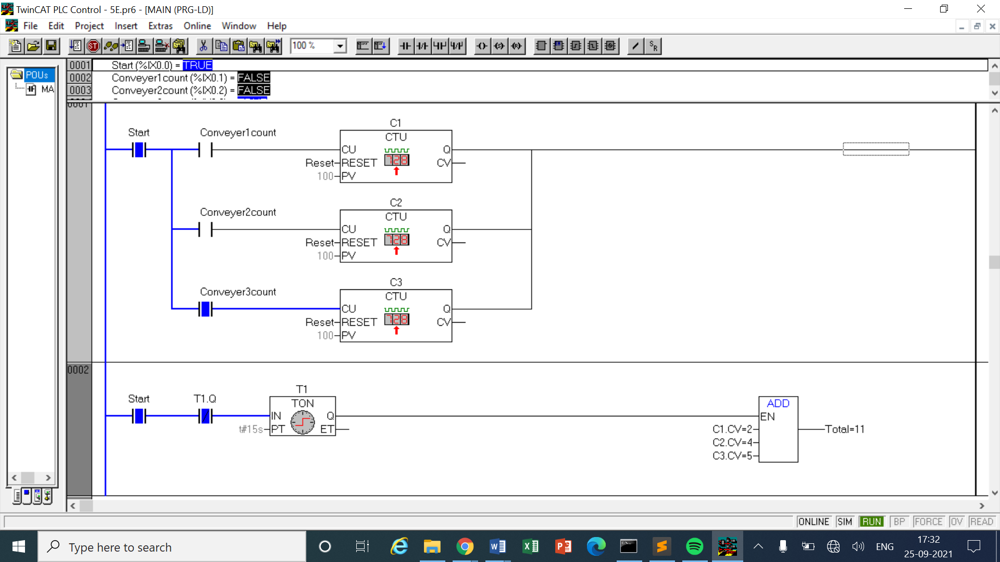 TwinCAT PLC Control - 5E.pr6 - [MAIN (PRG-LD)]
File Edit Project Insert Extras Online Window Help
100 %
POUs
MA
0001 Start (%IX0.0) = TRUE
0002 Conveyer1count (%IX0.1) = FALSE
0003 Conveyer2count (%IX0.2) = FALSE
0001
C1
Start Conveyer1count CTU
CU Q
Reset RESET 728 CV
100 PV
C2
Conveyer2count CTU
CU Q
Reset RESET 728 CV
100 PV
C3
Conveyer3count CTU
CU Q
Reset RESET 728 CV
100 PV
0002
T1
Start T1.Q TON ADD
IN Q EN
t#15s PT ET C1.CV=2 Total=11
C2.CV=4
C3.CV=5
ONLINE SIM RUN BP FORCE OV READ
Type here to search
ENG
17:32
25-09-2021